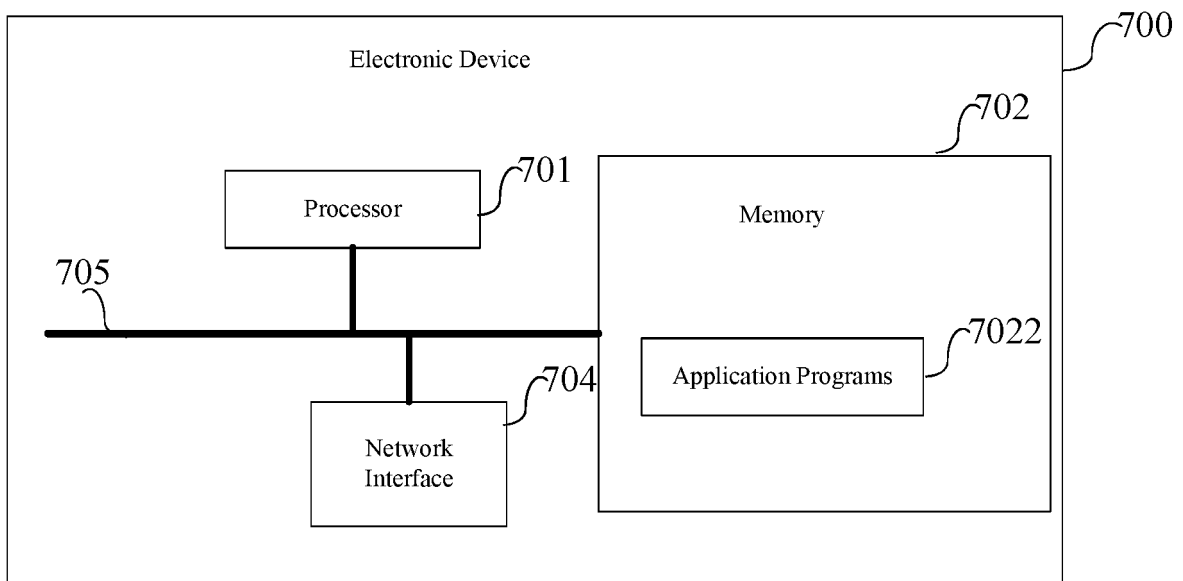 700
Electronic Device
702
701
Processor
Memory
705
7022
Application Programs
704
Network
Interface